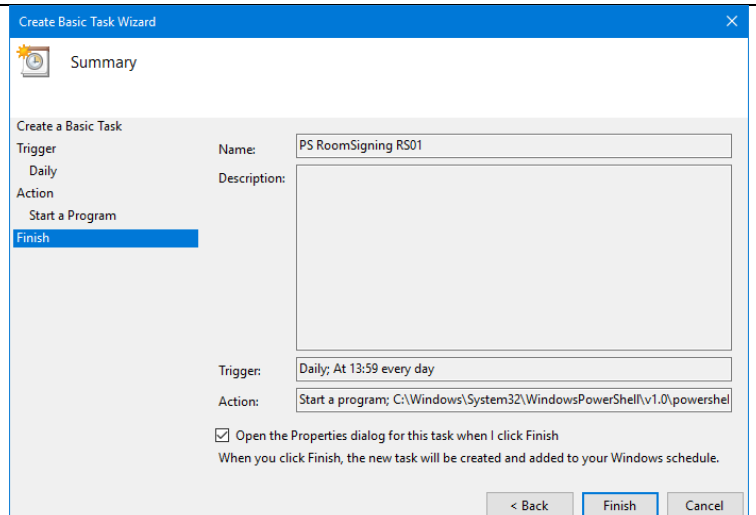 Create Basic Task Wizard
Summary
Create a Basic Task
Trigger
Daily
Action
Start a Program
Finish
Name: PS RoomSigning RS01
Description:
Trigger: Daily; At 13:59 every day
Action: Start a program; C:\Windows\System32\WindowsPowerShell\v1.0\powershel
Open the Properties dialog for this task when I click Finish
When you click Finish, the new task will be created and added to your Windows schedule.
< Back Finish Cancel